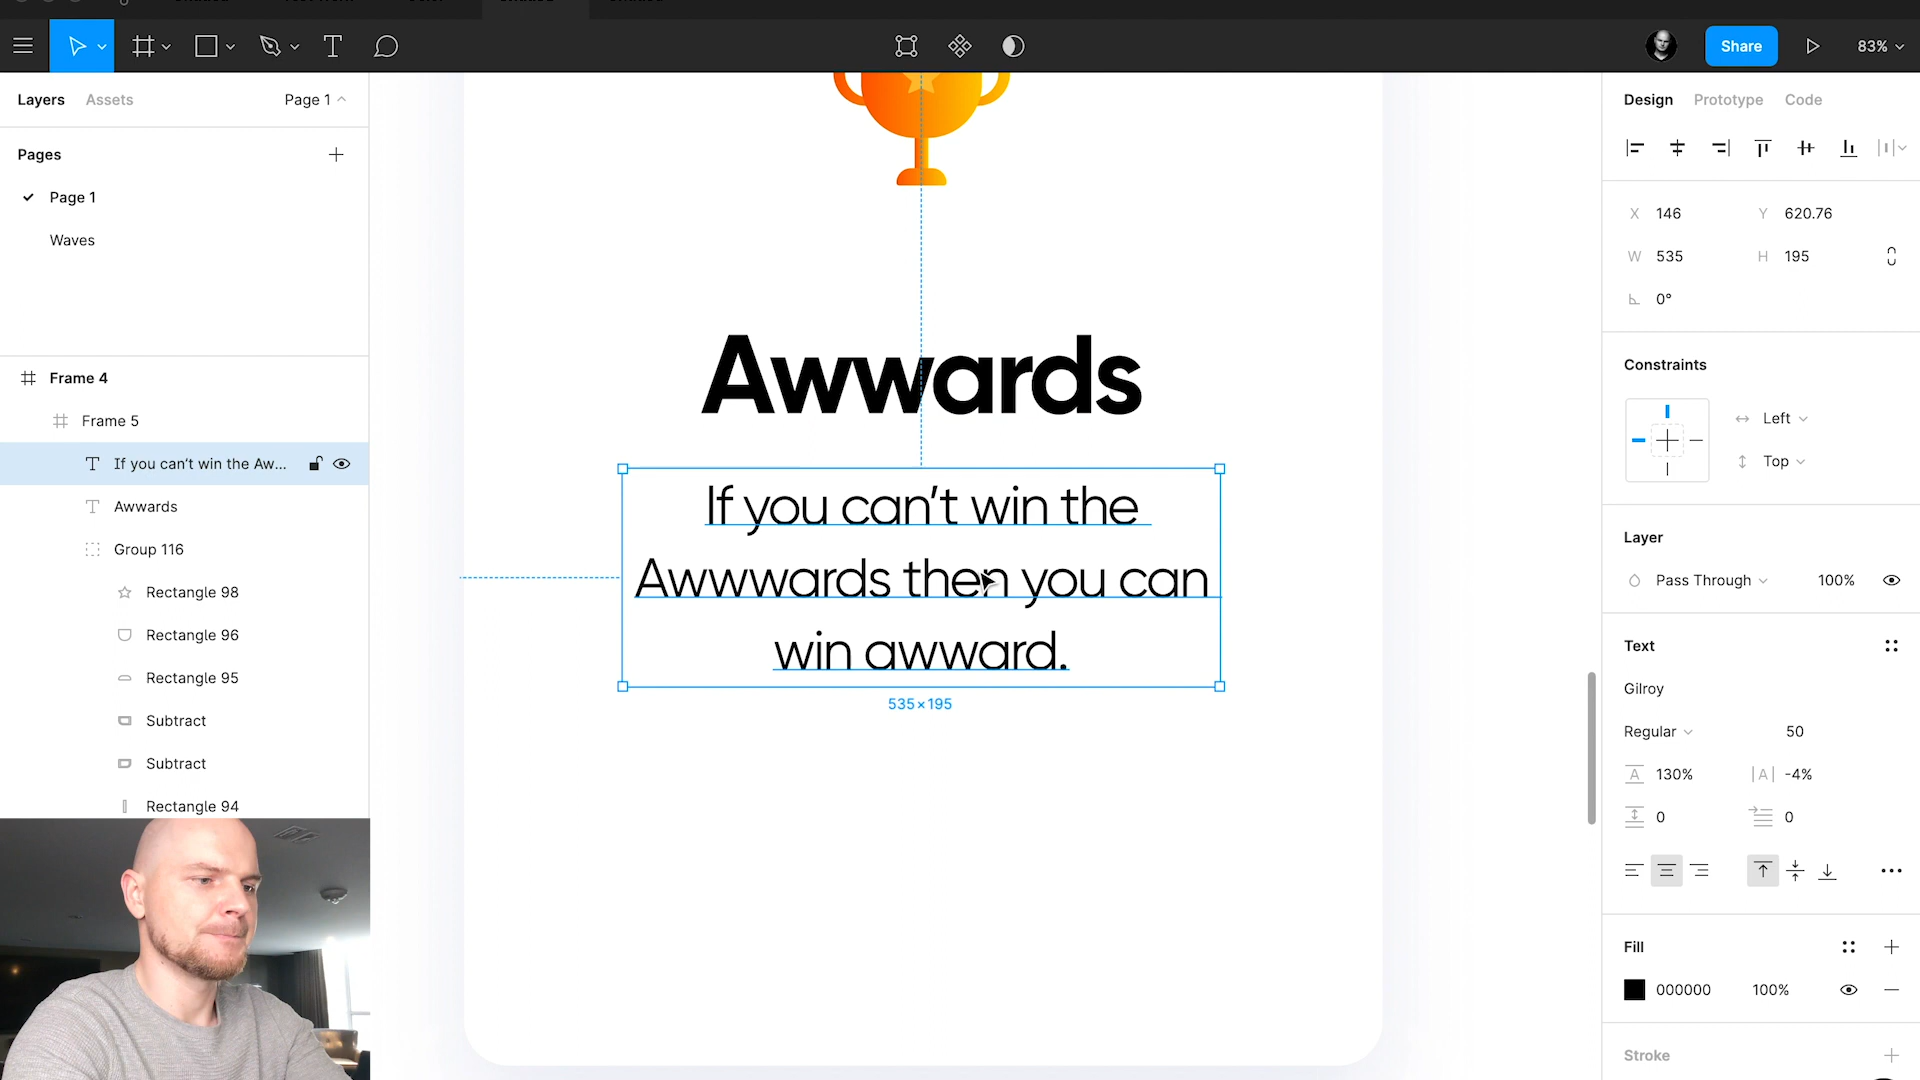 Share
83%
Layers
Assets
Page 1
Design
Prototype
Code
Pages
Page 1
Waves
X 146
Y 620.76
W 535
H 195
0°
Constraints
Left
Top
Frame 4
Frame 5
If you can’t win the Aw...
Awwards
Group 116
Rectangle 98
Rectangle 96
Rectangle 95
Subtract
Subtract
Rectangle 94
Awwards
If you can’t win the
Awwwards then you can
win awward.
535 × 195
Layer
Pass Through
100%
Text
Gilroy
Regular
50
A 130%
|A| -4%
0
0
Fill
000000
100%
Stroke